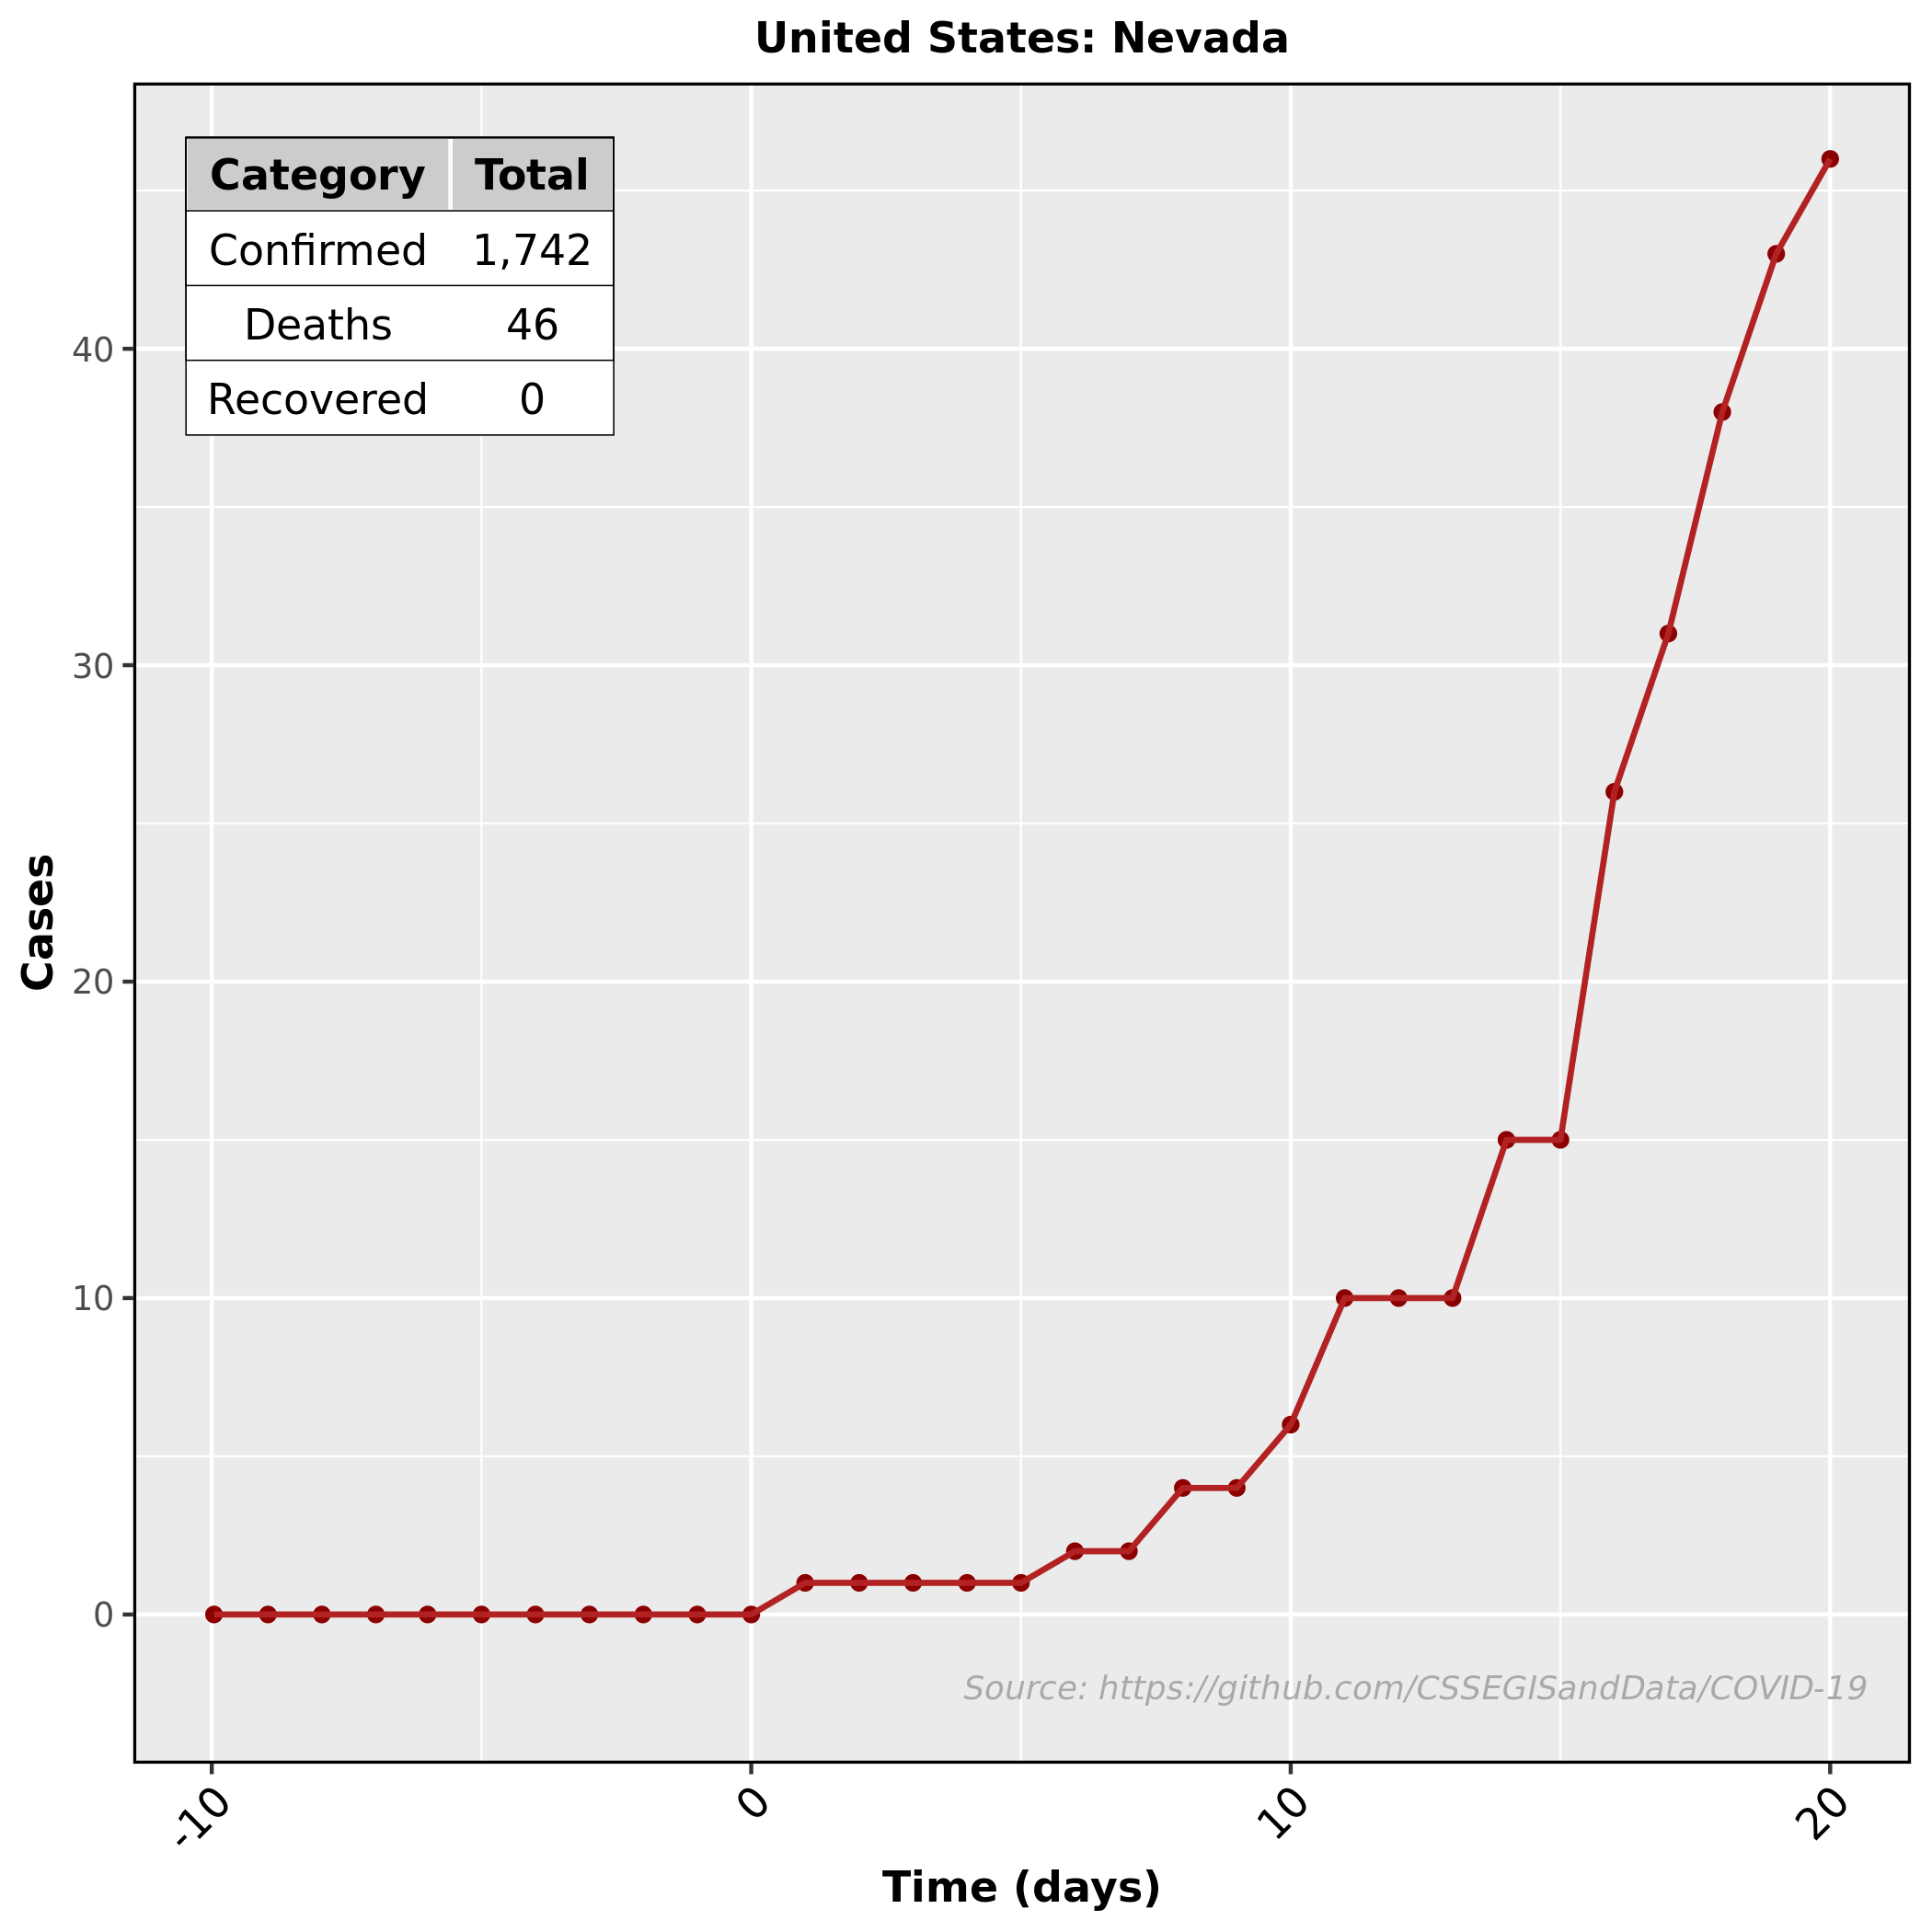 United States: Nevada
Category Total
Confirmed 1,742
Deaths 46
Recovered 0
40
30
20
10
0
Cases
Source: https://github.com/CSSEGISandData/COVID-19
-10 0 10 20
Time (days)